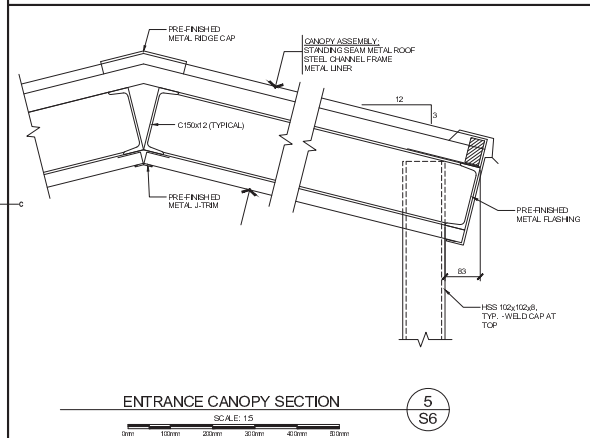 PRE-FINISHED
METAL RIDGE CAP
CANOPY ASSEMBLY:
STANDING SEAM METAL ROOF
STEEL CHANNEL FRAME
METAL LINER
12
3
C150x12 (TYPICAL)
PRE-FINISHED
METAL J-TRIM
PRE-FINISHED
METAL FLASHING
C
83
HSS 102x102x8,
TYP. - WELD CAP AT
TOP
ENTRANCE CANOPY SECTION
SCALE: 1:5
0mm 100mm 200mm 300mm 400mm 500mm
5
S6